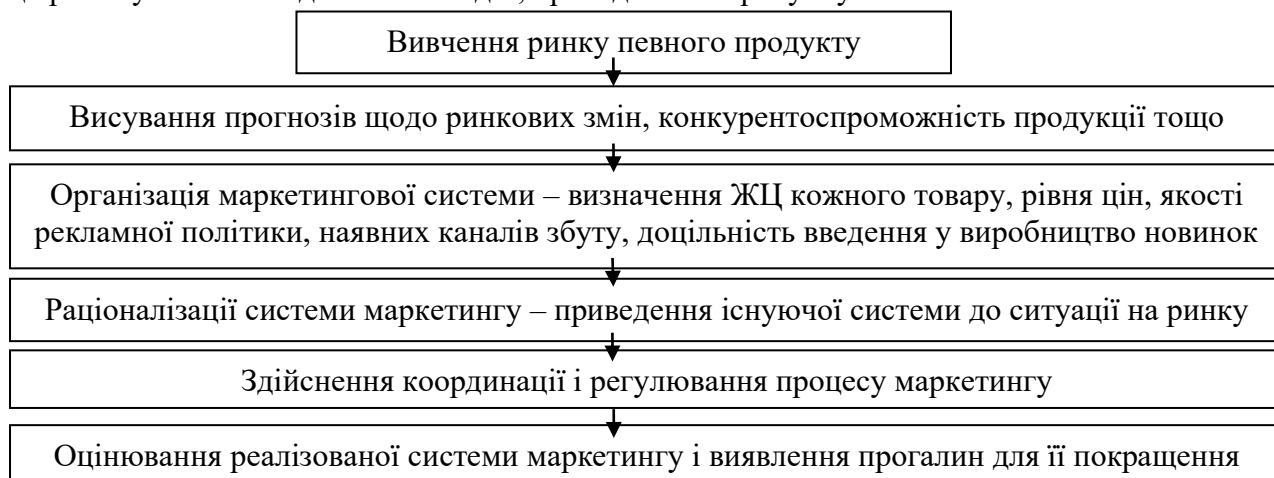 Вивчення ринку певного продукту
Висування прогнозів щодо ринкових змін, конкурентоспроможність продукції тощо
Організація маркетингової системи – визначення ЖЦ кожного товару, рівня цін, якості
рекламної політики, наявних каналів збуту, доцільність введення у виробництво новинок
Раціоналізації системи маркетингу – приведення існуючої системи до ситуації на ринку
Здійснення координації і регулювання процесу маркетингу
Оцінювання реалізованої системи маркетингу і виявлення прогалин для її покращення